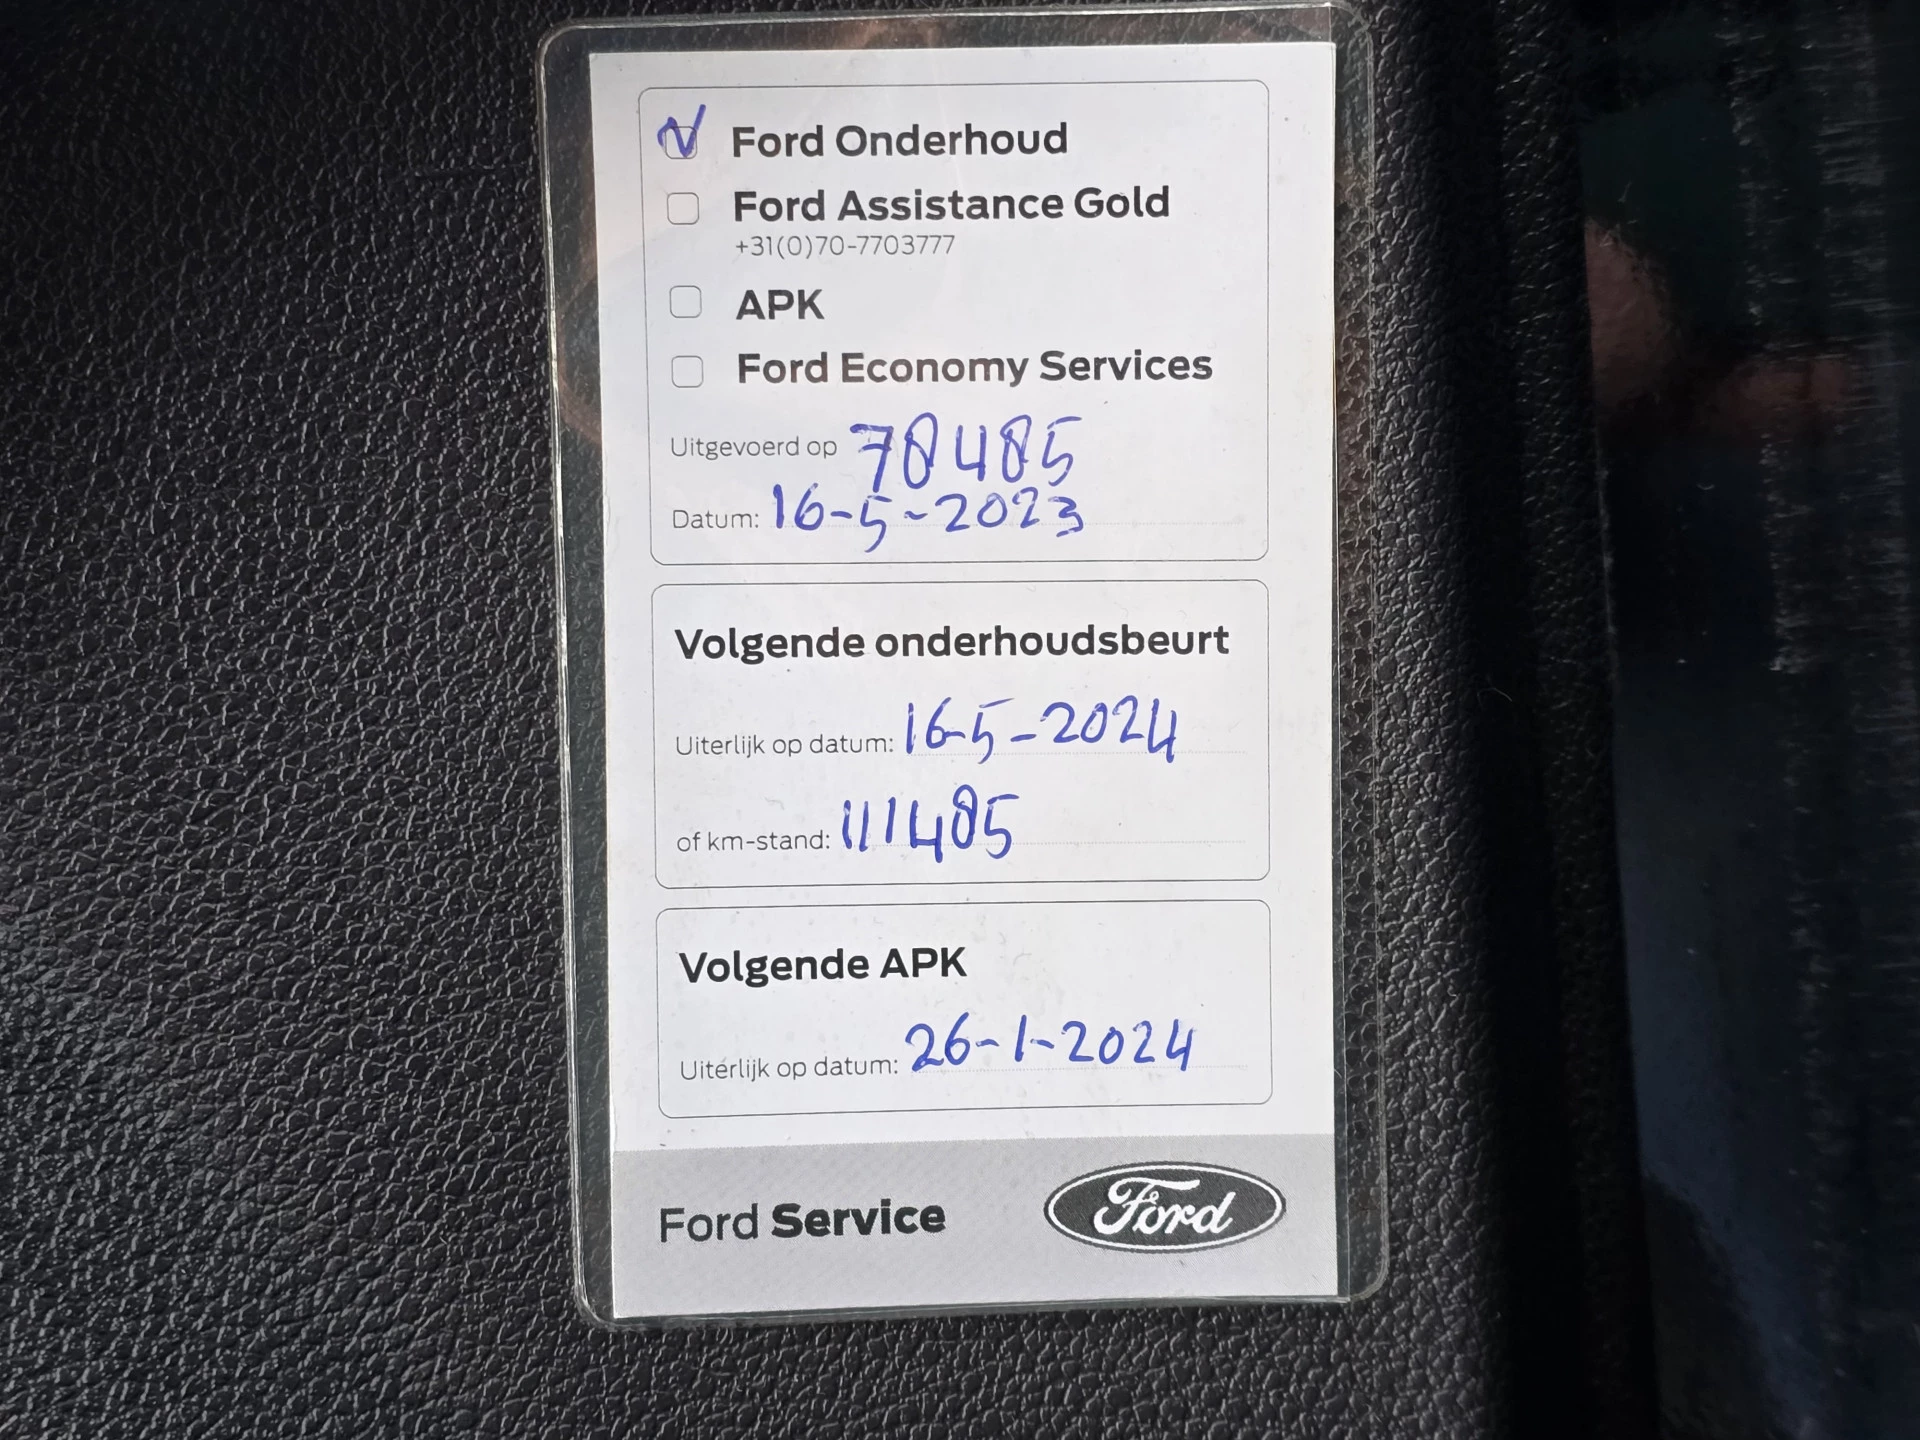 Ford Onderhoud
Ford Assistance Gold
+31(0)70-7703777
APK
Ford Economy Services
Uitgevoerd op 78485
Datum: 16-5-2023
Volgende onderhoudsbeurt
Uiterlijk op datum: 16-5-2024
of km-stand: 111485
Volgende APK
Uiterlijk op datum: 26-1-2024
Ford Service
Ford